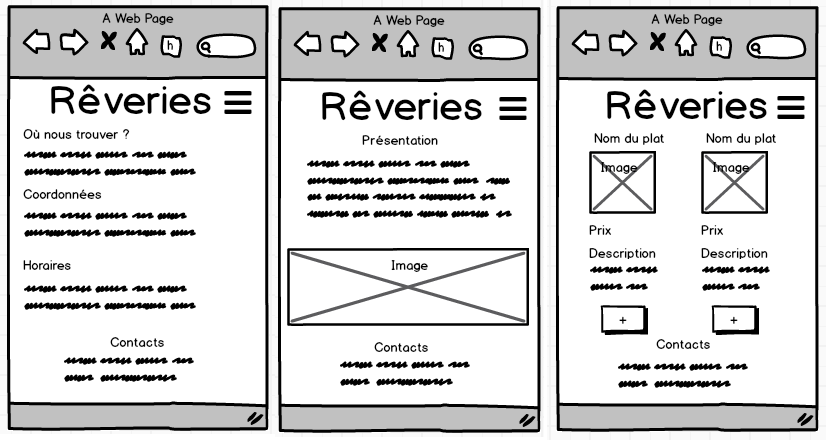 A Web Page
h
Rêveries
Où nous trouver ?
Coordonnées
Horaires
Contacts
A Web Page
h
Rêveries
Présentation
Image
Contacts
A Web Page
h
Rêveries
Nom du plat Nom du plat
Image Image
Prix Prix
Description Description
+ +
Contacts